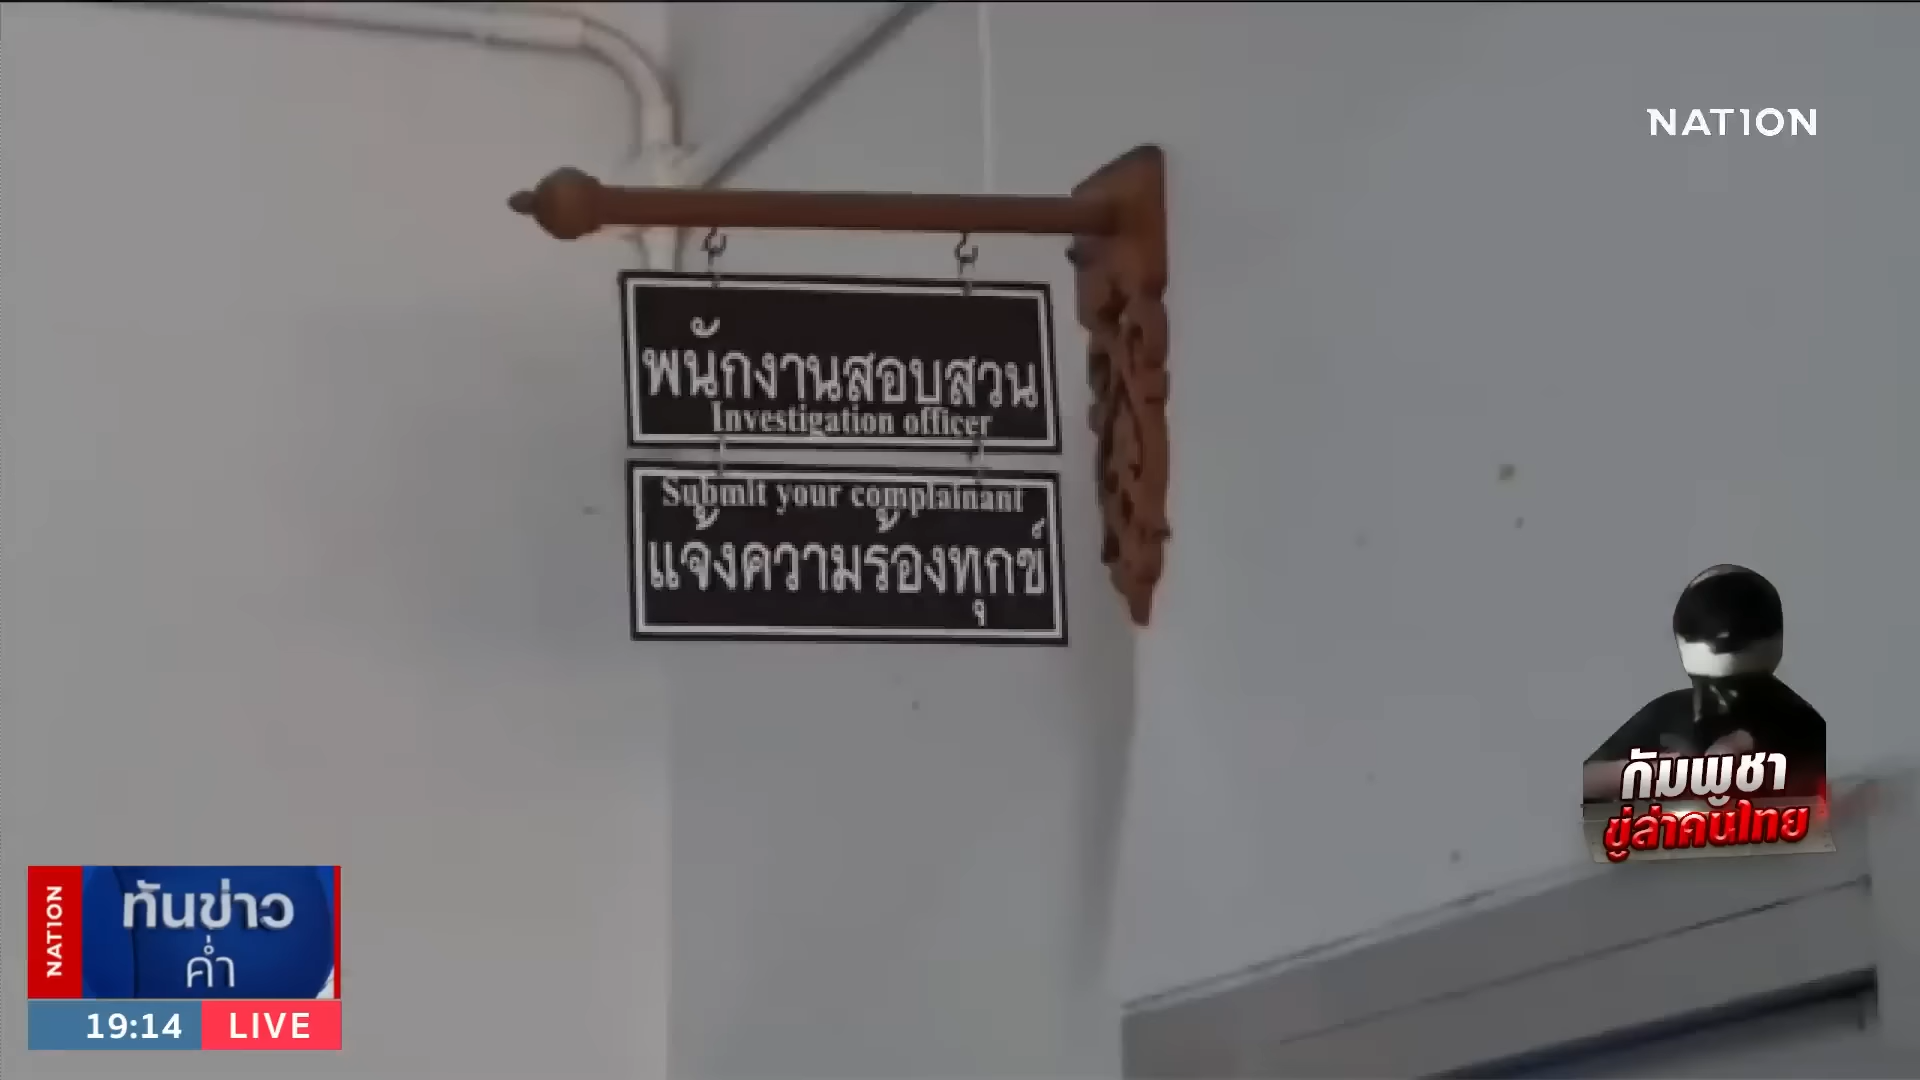 NATION
พนักงานสอบสวน
Investigation officer
Submit your complainant
แจ้งความร้องทุกข์
กัมพูชา
ขู่ล่าคนไทย
NATION
ทันข่าว
ค่ำ
19:14 LIVE